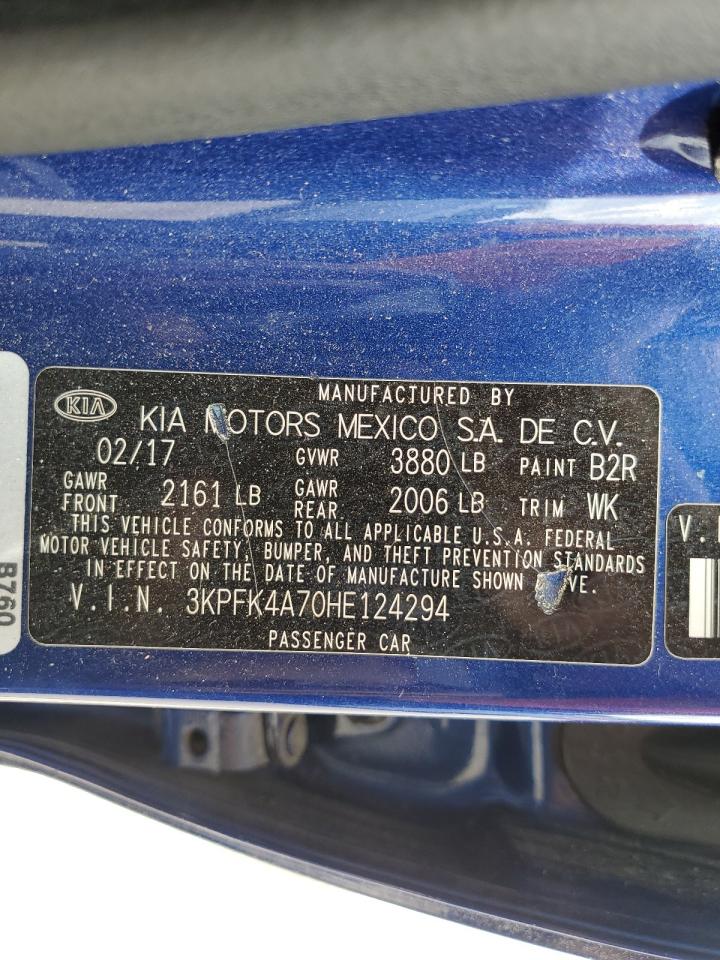 MANUFACTURED BY
KIA KIA MOTORS MEXICO S.A. DE C.V.
02/17 GVWR 3880 LB PAINT B2R
GAWR FRONT 2161 LB GAWR REAR 2006 LB TRIM WK
THIS VEHICLE CONFORMS TO ALL APPLICABLE U.S.A. FEDERAL
MOTOR VEHICLE SAFETY, BUMPER, AND THEFT PREVENTION STANDARDS
IN EFFECT ON THE DATE OF MANUFACTURE SHOWN
V.I.N. 3KPFK4A70HE124294
PASSENGER CAR
B760